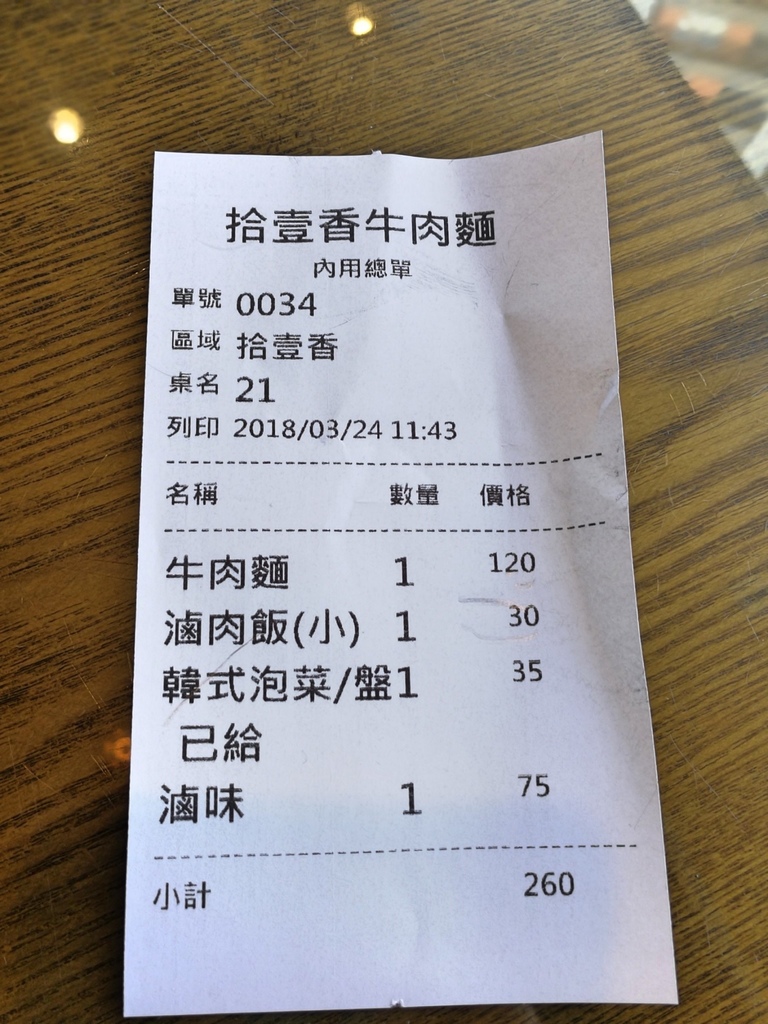 拾壹香牛肉麵
內用總單
單號 0034
區域 拾壹香
桌名 21
列印 2018/03/24 11:43
名稱 數量 價格
牛肉麵 1 120
滷肉飯(小) 1 30
韓式泡菜/盤1 35
已給
滷味 1 75
小計 260